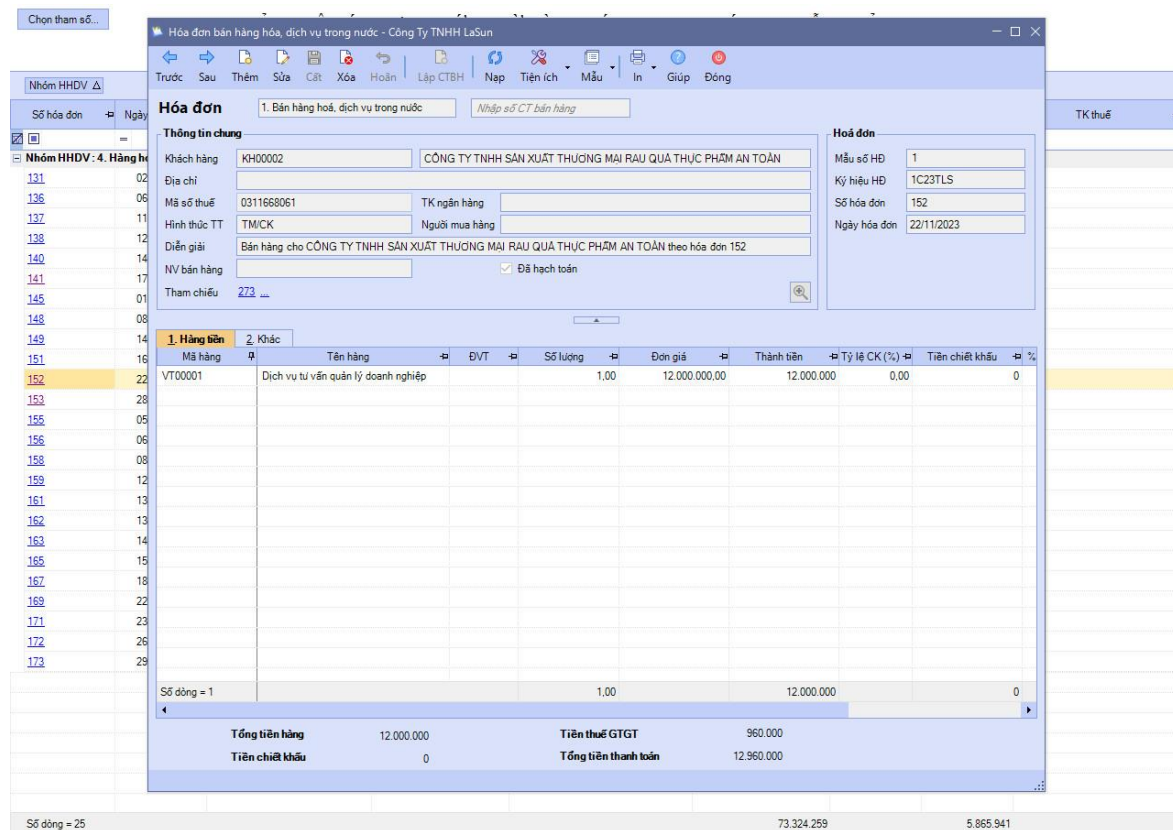 Chọn tham số...
Hóa đơn bán hàng hóa, dịch vụ trong nước - Công Ty TNHH LaSun
Trước Sau Thêm Sửa Cất Xóa Hoãn Lập CTBH Nạp Tiện ích Mẫu In Giúp Đóng
Nhóm HHDV
Số hóa đơn Ngày TK thuế
Hóa đơn 1. Bán hàng hoá, dịch vụ trong nước Nhập số CT bán hàng
Thông tin chung
Khách hàng KH00002 CÔNG TY TNHH SẢN XUẤT THƯƠNG MẠI RAU QUẢ THỰC PHẨM AN TOÀN
Địa chỉ
Mã số thuế 0311668061 TK ngân hàng
Hình thức TT TM/CK Người mua hàng
Diễn giải Bán hàng cho CÔNG TY TNHH SẢN XUẤT THƯƠNG MẠI RAU QUẢ THỰC PHẨM AN TOÀN theo hóa đơn 152
NV bán hàng Đã hạch toán
Tham chiếu 273 ...
Hoá đơn
Mẫu số HĐ 1
Ký hiệu HĐ 1C23TLS
Số hóa đơn 152
Ngày hóa đơn 22/11/2023
1. Hàng tiền 2. Khác
Mã hàng Tên hàng ĐVT Số lượng Đơn giá Thành tiền Tỷ lệ CK (%) Tiền chiết khấu %
VT00001 Dịch vụ tư vấn quản lý doanh nghiệp 1,00 12.000.000,00 12.000.000 0,00 0
Số dòng = 1 1,00 12.000.000 0
Tổng tiền hàng 12.000.000 Tiền thuế GTGT 960.000
Tiền chiết khấu 0 Tổng tiền thanh toán 12.960.000
=
Nhóm HHDV : 4. Hàng
131 02
136 06
137 11
138 12
140 14
141 17
145 01
148 08
149 14
151 16
152 22
153 28
155 05
156 06
158 08
159 12
161 13
162 13
163 14
165 15
167 18
169 22
171 23
172 26
173 29
Số dòng = 25 73.324.259 5.865.941